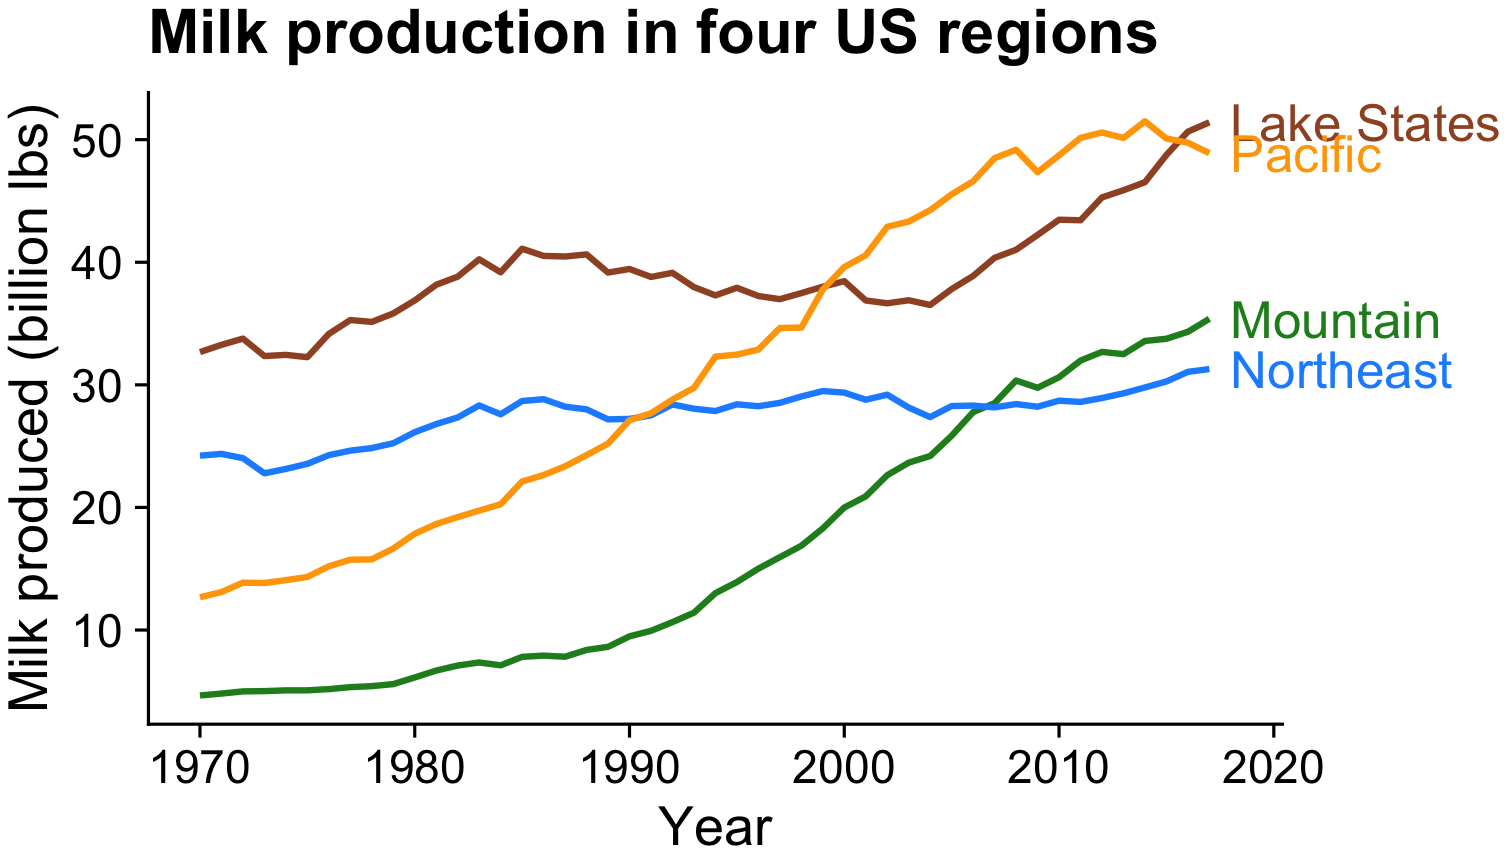 Milk production in four US regions
Milk produced (billion lbs)
50
40
30
20
10
Lake States
Pacific
Mountain
Northeast
1970 1980 1990 2000 2010 2020
Year